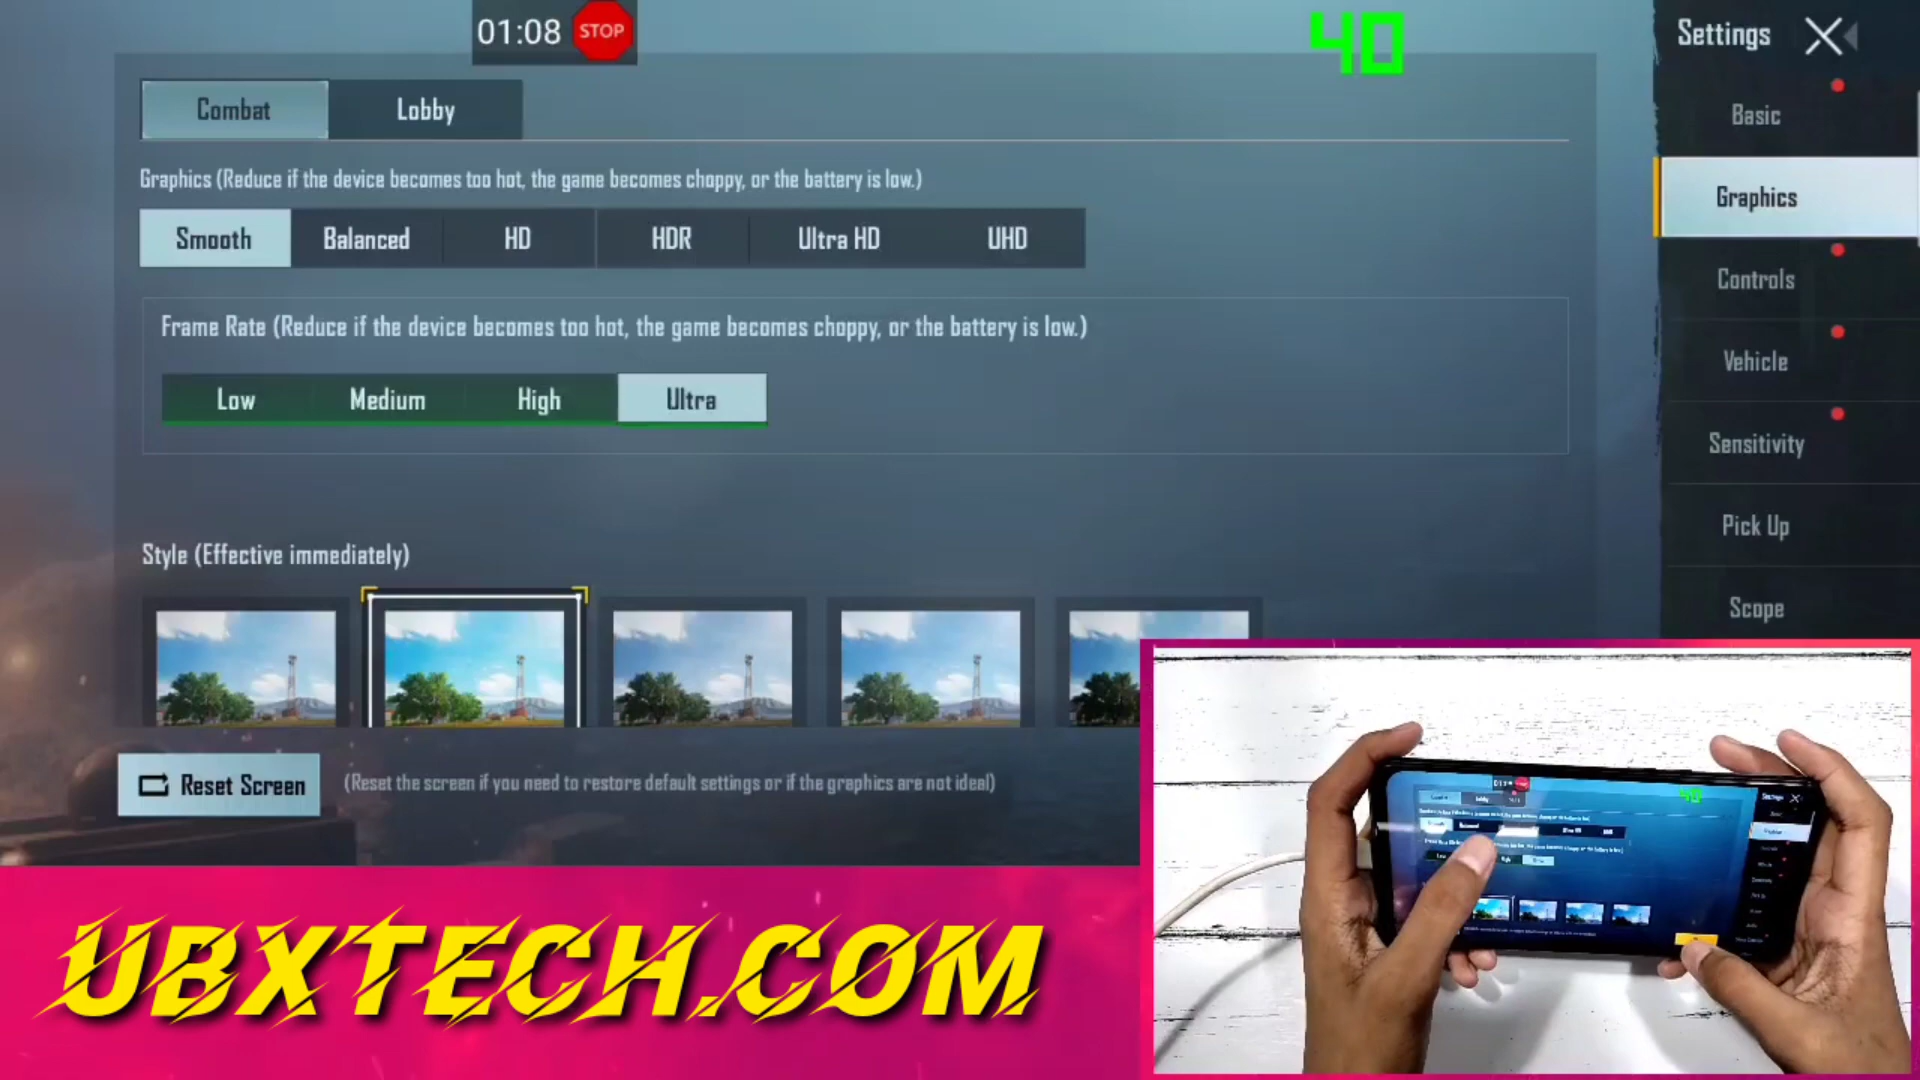 01:08 STOP
40
Settings
Combat
Lobby
Basic
Graphics (Reduce if the device becomes too hot, the game becomes choppy, or the battery is low.)
Graphics
Smooth
Balanced
HD
HDR
Ultra HD
UHD
Controls
Frame Rate (Reduce if the device becomes too hot, the game becomes choppy, or the battery is low.)
Vehicle
Low
Medium
High
Ultra
Sensitivity
Pick Up
Style (Effective immediately)
Scope
Reset Screen
(Reset the screen if you need to restore default settings or if the graphics are not ideal)
UBXTECH.COM